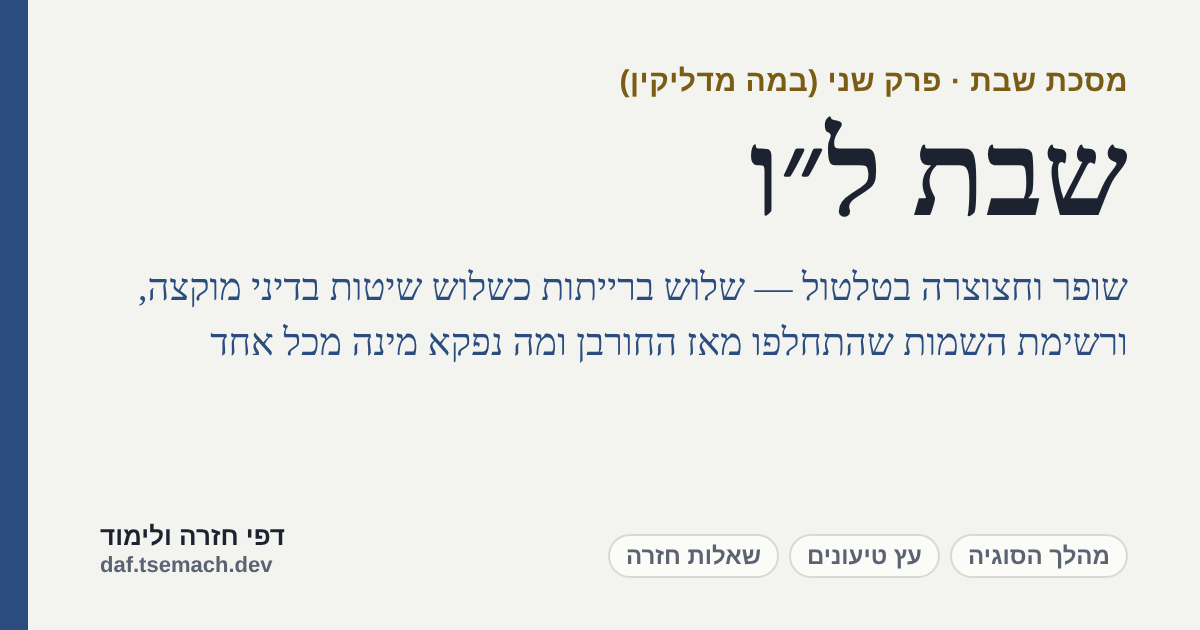 מסכת שבת · פרק שני (במה מדליקין)
שבת ל״ו
שופר וחצוצרה בטלטול — שלוש ברייתות כשלוש שיטות בדיני מוקצה,
ורשימת השמות שהתחלפו מאז החורבן ומה נפקא מינה מכל אחד
מהלך הסוגיה
עץ טיעונים
שאלות חזרה
דפי חזרה ולימוד
daf.tsemach.dev